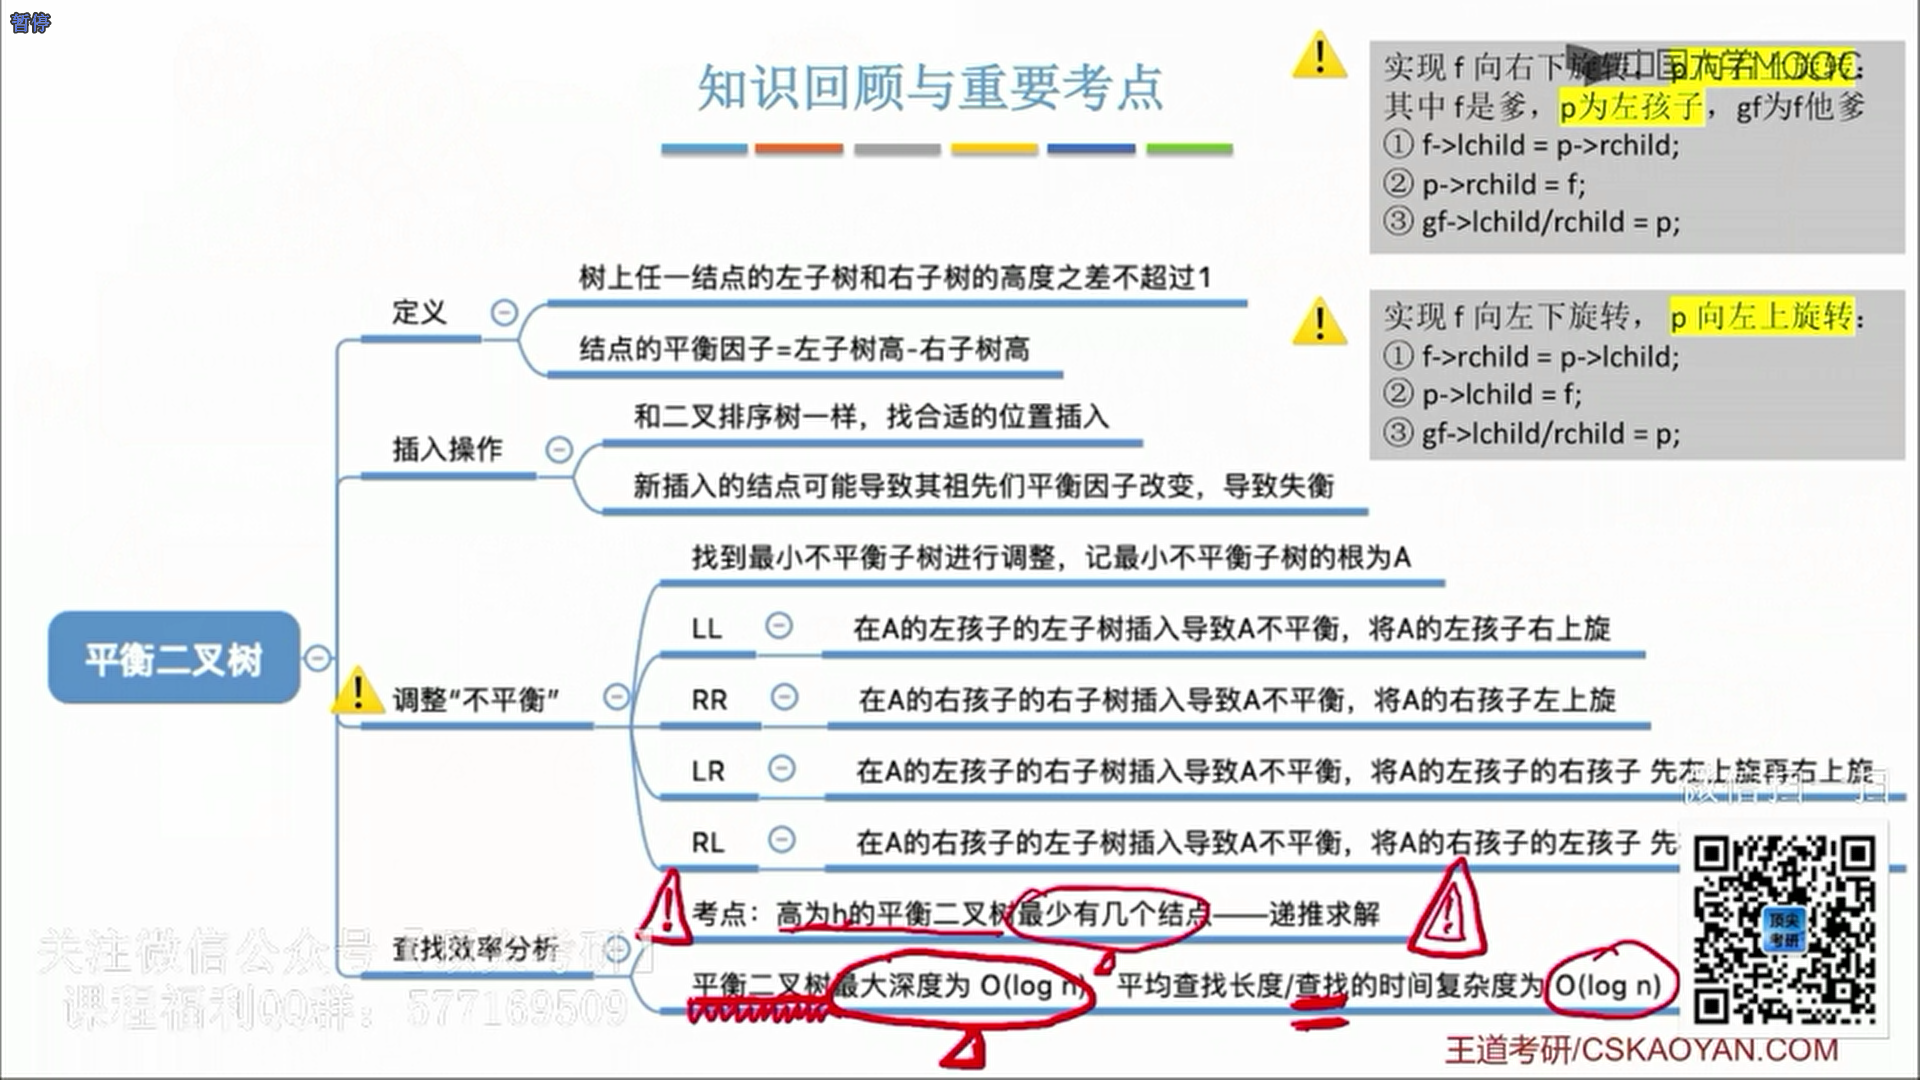 暂停
知识回顾与重要考点
实现 f 向右下旋转，p 向右上旋转：
中国大学MOOC
其中 f是爹，p为左孩子，gf为f他爹
① f->lchild = p->rchild;
② p->rchild = f;
③ gf->lchild/rchild = p;
实现 f 向左下旋转， p 向左上旋转：
① f->rchild = p->lchild;
② p->lchild = f;
③ gf->lchild/rchild = p;
平衡二叉树
定义
树上任一结点的左子树和右子树的高度之差不超过1
结点的平衡因子=左子树高-右子树高
插入操作
和二叉排序树一样，找合适的位置插入
新插入的结点可能导致其祖先们平衡因子改变，导致失衡
调整“不平衡”
找到最小不平衡子树进行调整，记最小不平衡子树的根为A
LL 在A的左孩子的左子树插入导致A不平衡，将A的左孩子右上旋
RR 在A的右孩子的右子树插入导致A不平衡，将A的右孩子左上旋
LR 在A的左孩子的右子树插入导致A不平衡，将A的左孩子的右孩子 先左上旋再右上旋
RL 在A的右孩子的左子树插入导致A不平衡，将A的右孩子的左孩子 先
查找效率分析
考点：高为h的平衡二叉树最少有几个结点——递推求解
平衡二叉树最大深度为 O(log n) 平均查找长度/查找的时间复杂度为 O(log n)
微信扫一扫
顶尖
考研
关注微信公众号【顶尖考研】
课程福利QQ群：577169509
王道考研/CSKAOYAN.COM